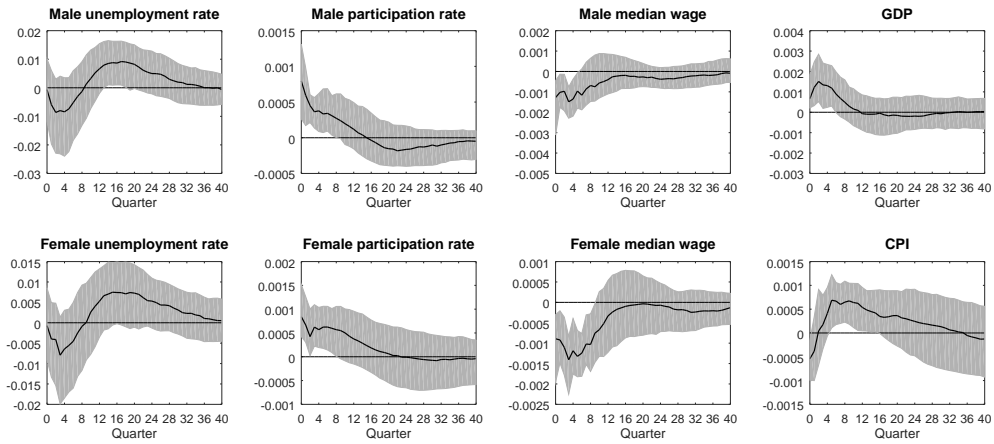 Male unemployment rate
0.02
0.01
0
-0.01
-0.02
-0.03
0 4 8 12 16 20 24 28 32 36 40
Quarter
Male participation rate
0.0015
0.001
0.0005
0
-0.0005
0 4 8 12 16 20 24 28 32 36 40
Quarter
Male median wage
0.002
0.001
0
-0.001
-0.002
-0.003
-0.004
-0.005
0 4 8 12 16 20 24 28 32 36 40
Quarter
GDP
0.004
0.003
0.002
0.001
0
-0.001
-0.002
-0.003
0 4 8 12 16 20 24 28 32 36 40
Quarter
Female unemployment rate
0.015
0.01
0.005
0
-0.005
-0.01
-0.015
-0.02
0 4 8 12 16 20 24 28 32 36 40
Quarter
Female participation rate
0.002
0.0015
0.001
0.0005
0
-0.0005
-0.001
0 4 8 12 16 20 24 28 32 36 40
Quarter
Female median wage
0.001
0.0005
0
-0.0005
-0.001
-0.0015
-0.002
-0.0025
0 4 8 12 16 20 24 28 32 36 40
Quarter
CPI
0.0015
0.001
0.0005
0
-0.0005
-0.001
-0.0015
0 4 8 12 16 20 24 28 32 36 40
Quarter